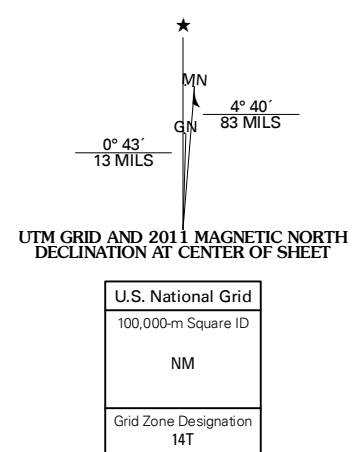 ★
MN
GN
4° 40´
83 MILS
0° 43´
13 MILS
UTM GRID AND 2011 MAGNETIC NORTH
DECLINATION AT CENTER OF SHEET
U.S. National Grid
100,000-m Square ID
NM
Grid Zone Designation
14T